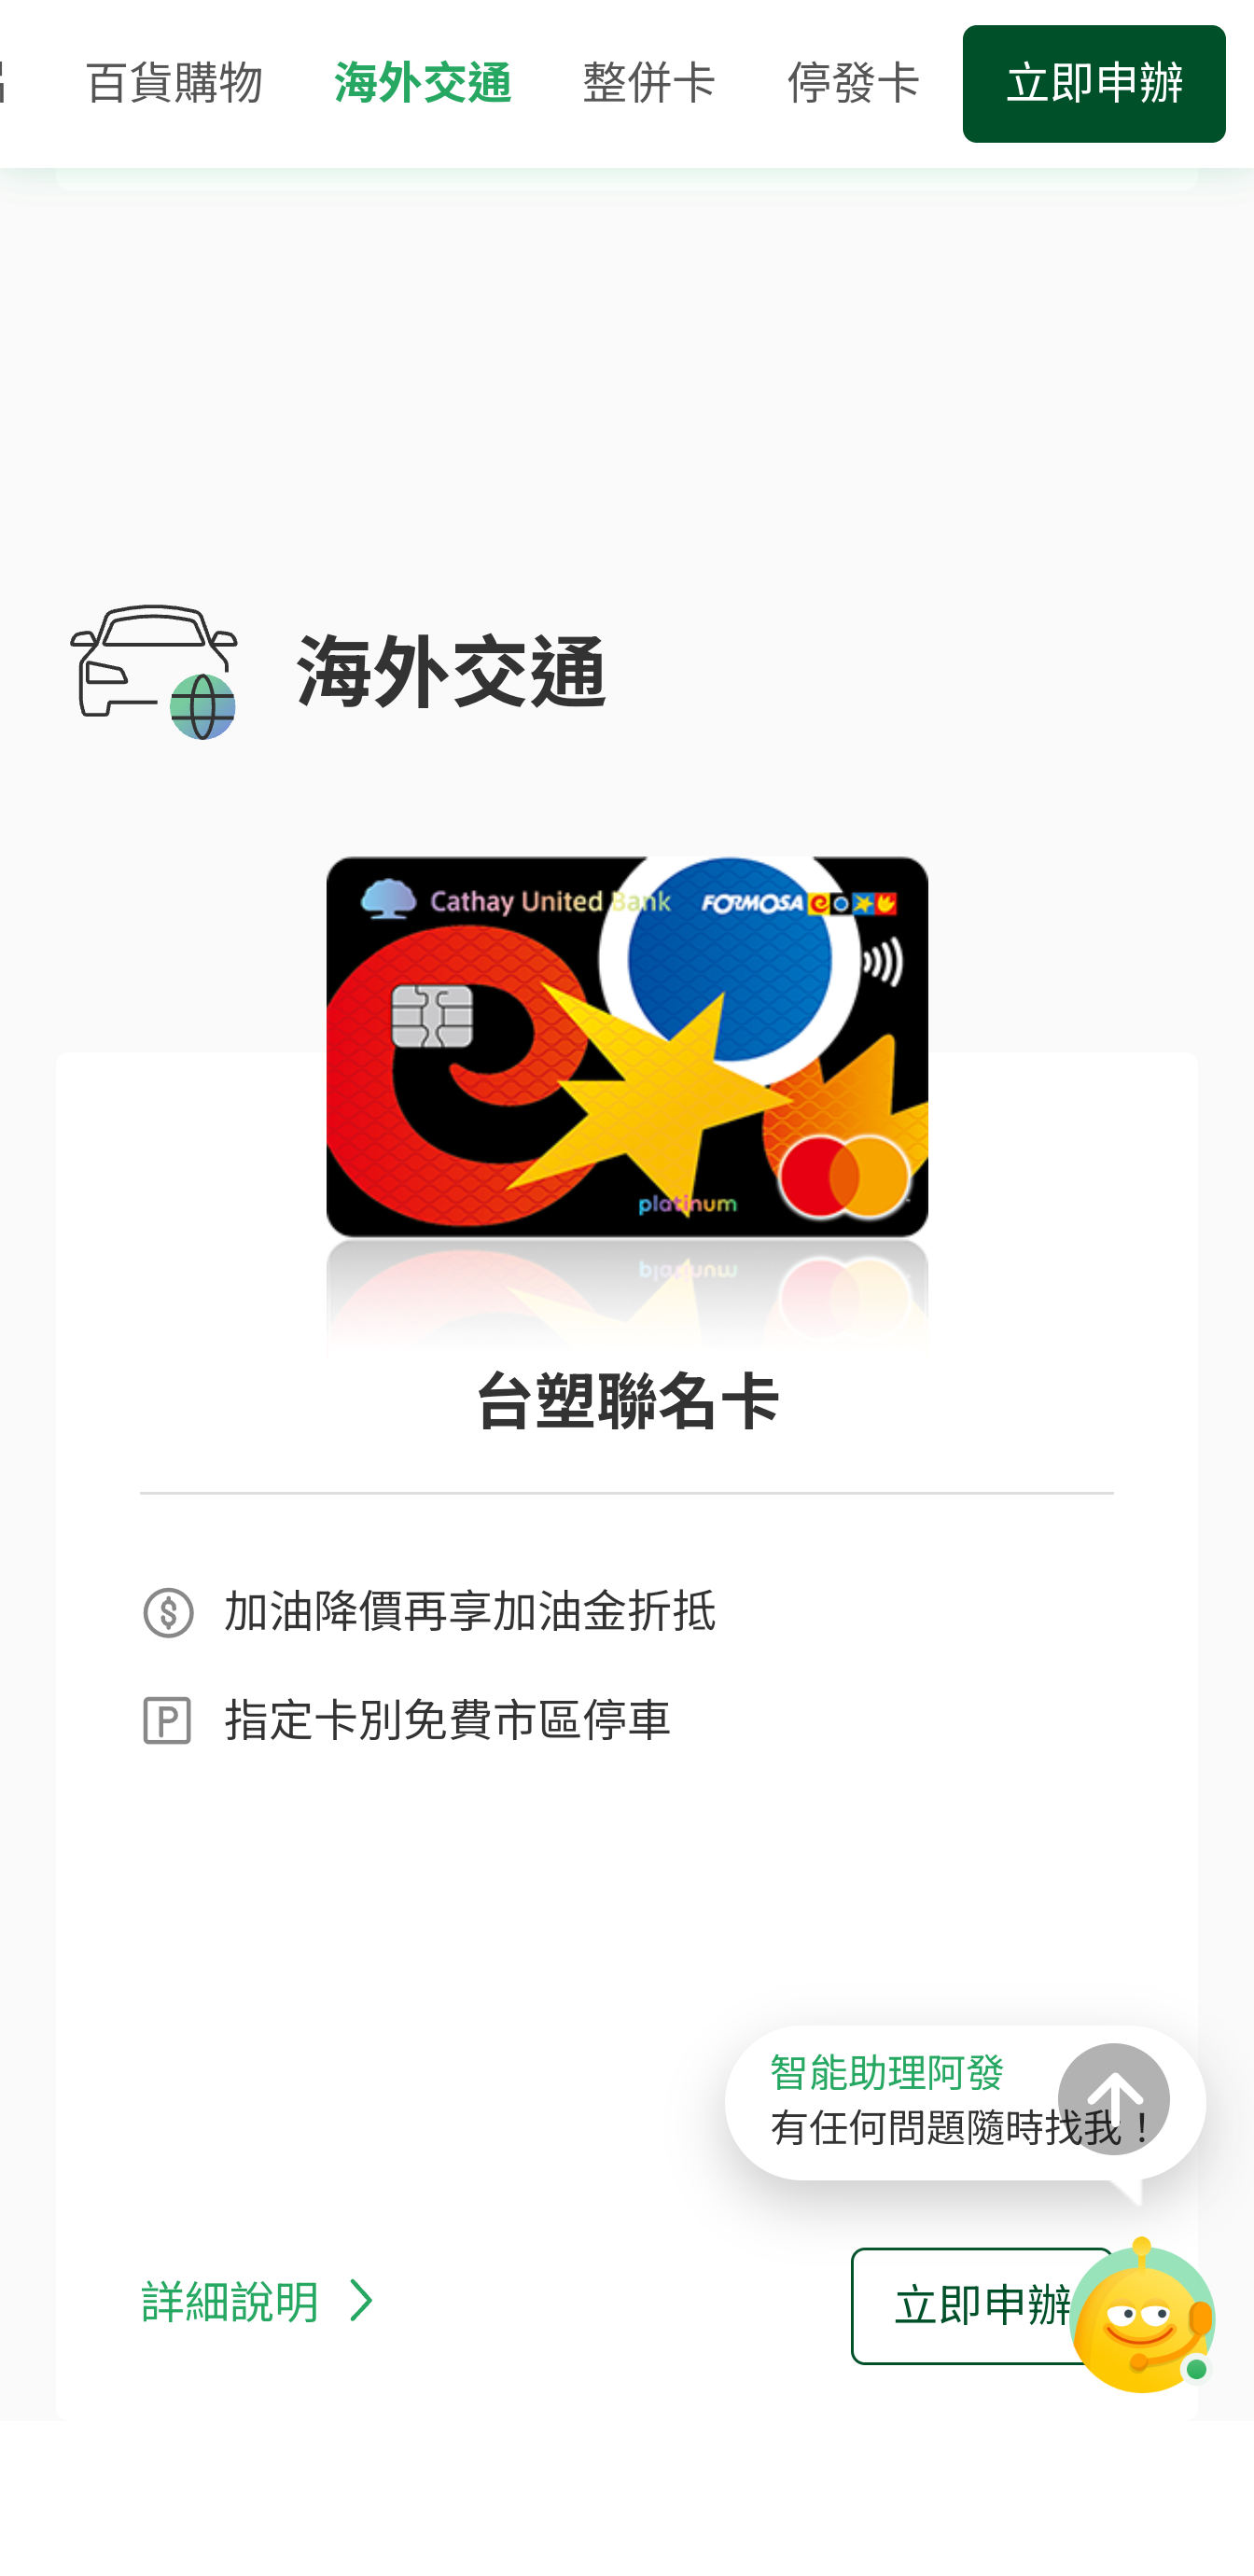 百貨購物 海外交通 整併卡 停發卡 立即申辦
海外交通
Cathay United Bank FORMOSA
platinum
台塑聯名卡
加油降價再享加油金折抵
指定卡別免費市區停車
智能助理阿發
有任何問題隨時找我！
詳細說明
立即申辦